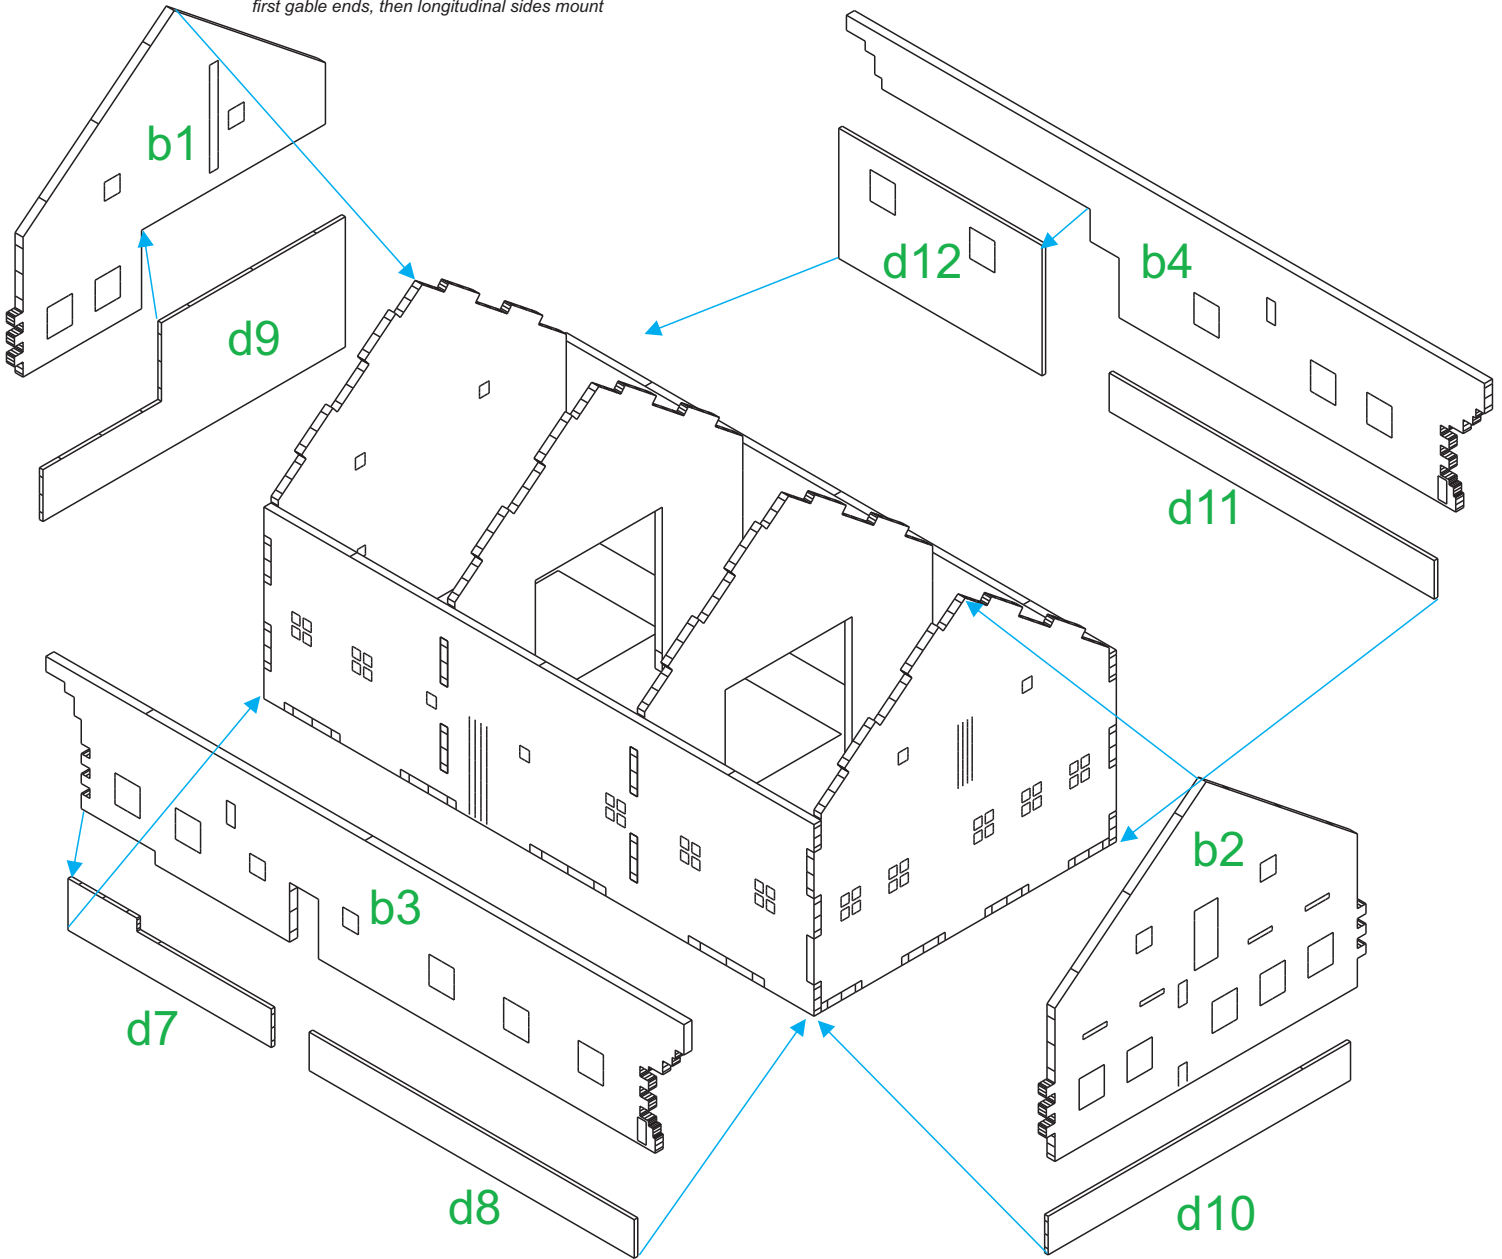 first gable ends, then longitudinal sides mount
b1
d12
b4
d9
d11
b2
b3
d7
d8
d10